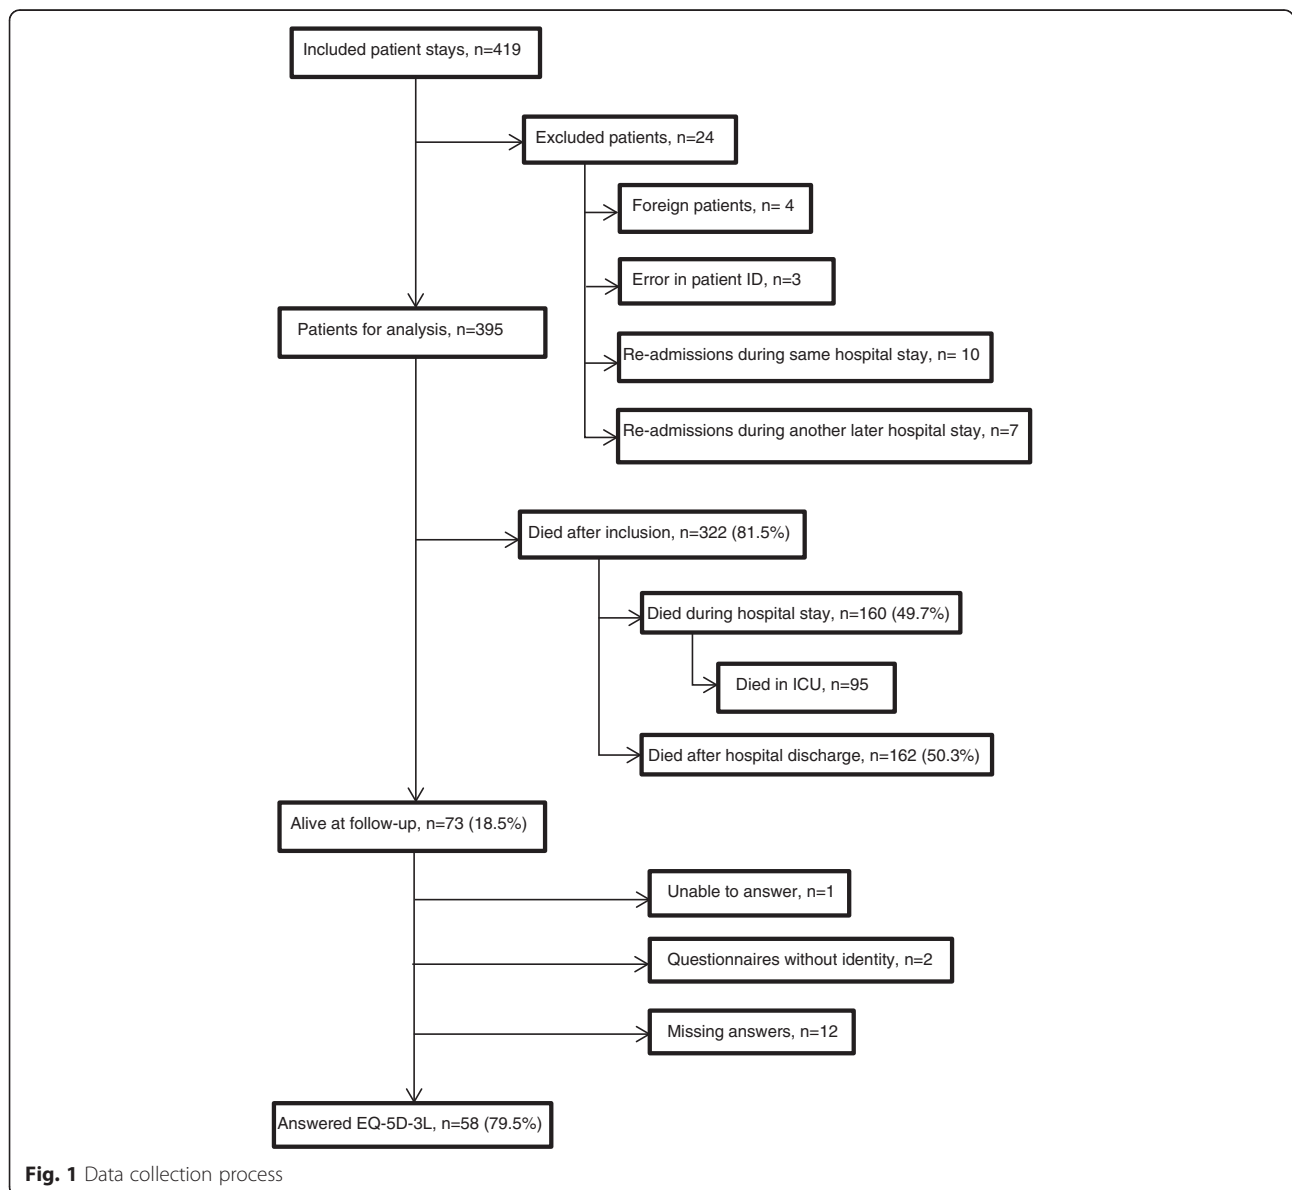 Included patient stays, n=419
Excluded patients, n=24
Foreign patients, n= 4
Error in patient ID, n=3
Patients for analysis, n=395
Re-admissions during same hospital stay, n= 10
Re-admissions during another later hospital stay, n=7
Died after inclusion, n=322 (81.5%)
Died during hospital stay, n=160 (49.7%)
Died in ICU, n=95
Died after hospital discharge, n=162 (50.3%)
Alive at follow-up, n=73 (18.5%)
Unable to answer, n=1
Questionnaires without identity, n=2
Missing answers, n=12
Answered EQ-5D-3L, n=58 (79.5%)
Fig. 1 Data collection process